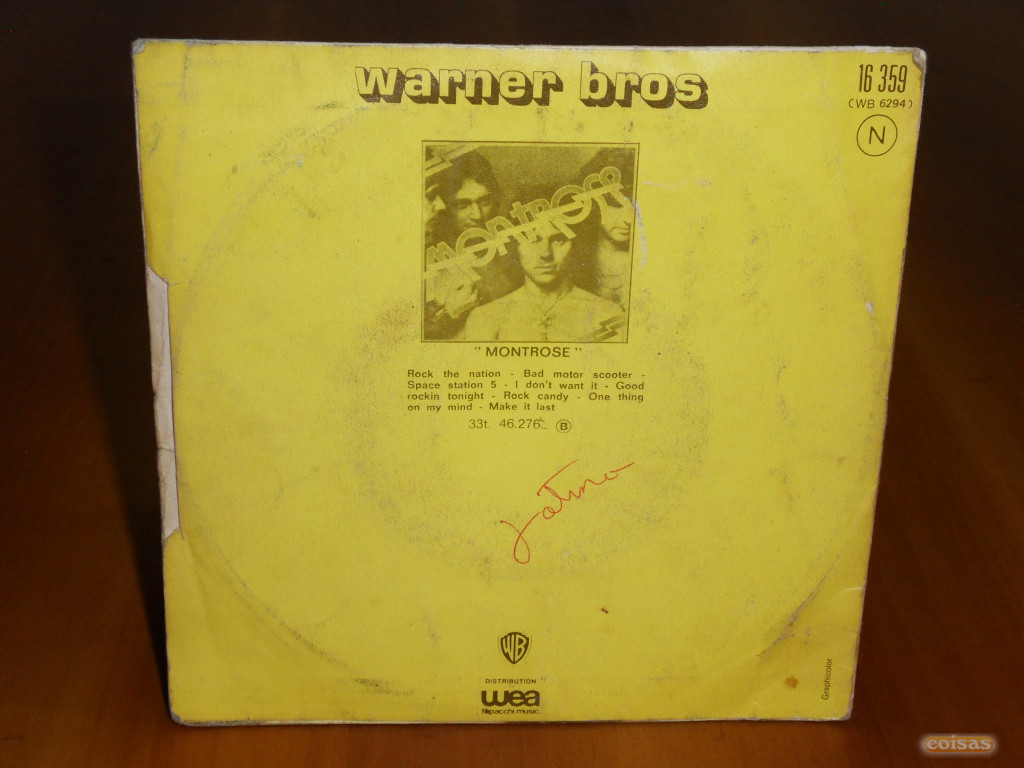 warner bros
16 359
(WB 6294)
N
montrose
" MONTROSE "
Rock the nation - Bad motor scooter -
Space station 5 - I don't want it - Good
rockin tonight - Rock candy - One thing
on my mind - Make it last
33t. 46.276 B
WB
DISTRIBUTION
wea
filipacchi music.
Graphicolor
coisas